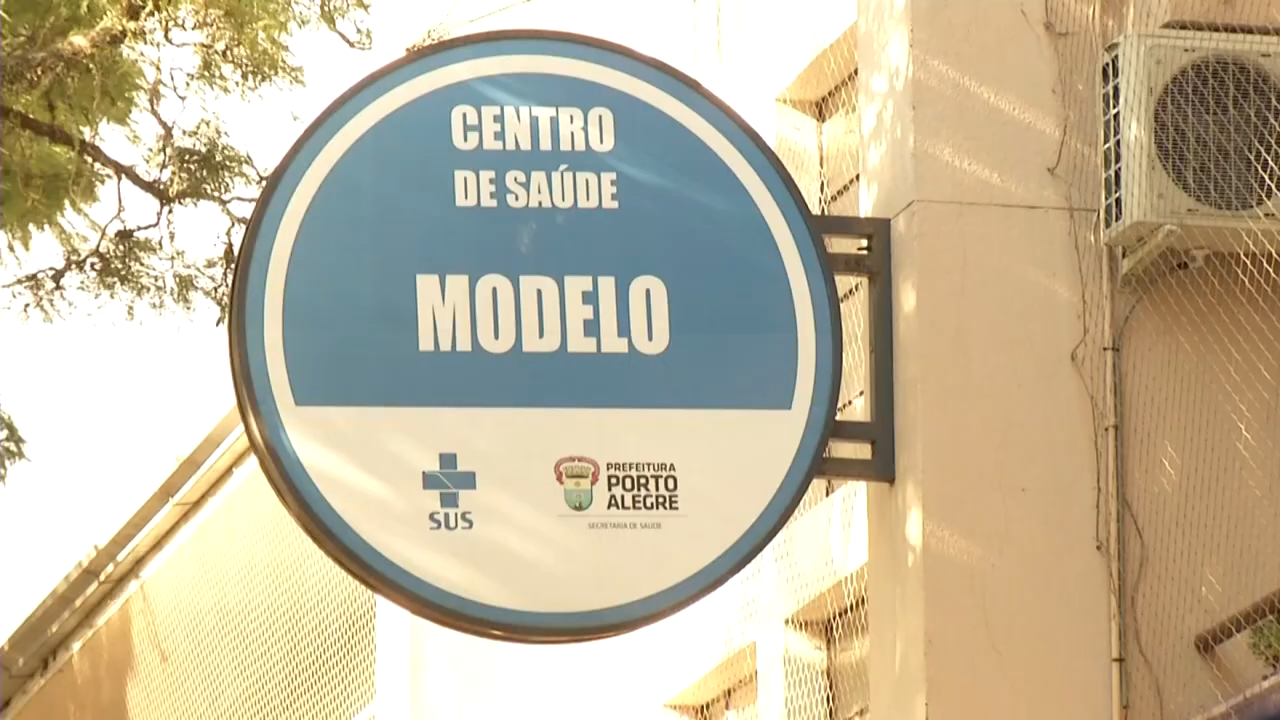 CENTRO
DE SAÚDE
MODELO
SUS
PREFEITURA
PORTO
ALEGRE
SECRETARIA DE SAÚDE